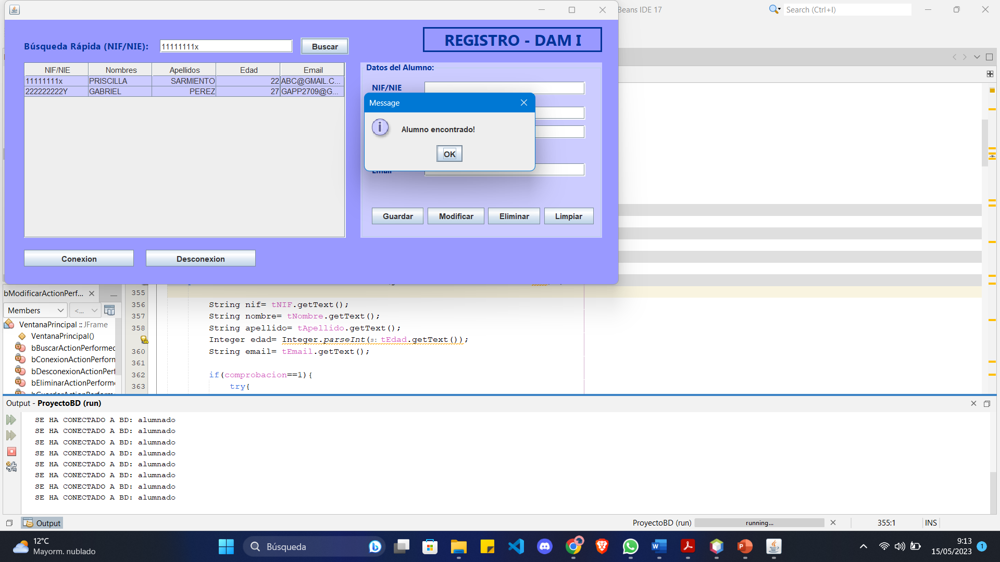 Beans IDE 17
Search (Ctrl+I)
Búsqueda Rápida (NIF/NIE):
11111111x
Buscar
REGISTRO - DAM I
NIF/NIE Nombres Apellidos Edad Email
11111111x PRISCILLA SARMIENTO 22 ABC@GMAIL.C...
222222222Y GABRIEL PEREZ 27 GAPP2709@G...
Datos del Alumno:
NIF/NIE
Message
Alumno encontrado!
OK
Email
Guardar
Modificar
Eliminar
Limpiar
Conexion
Desconexion
bModificarActionPerf...
Members
<...
VentanaPrincipal :: JFrame
VentanaPrincipal()
bBuscarActionPerformed
bConexionActionPerform
bDesconexionActionPerf
bEliminarActionPerforme
355
356 String nif= tNIF.getText();
357 String nombre= tNombre.getText();
358 String apellido= tApellido.getText();
Integer edad= Integer.parseInt(s: tEdad.getText());
360 String email= tEmail.getText();
361
362 if(comprobacion==1){
363 try{
Output - ProyectoBD (run)
SE HA CONECTADO A BD: alumnado
SE HA CONECTADO A BD: alumnado
SE HA CONECTADO A BD: alumnado
SE HA CONECTADO A BD: alumnado
SE HA CONECTADO A BD: alumnado
SE HA CONECTADO A BD: alumnado
SE HA CONECTADO A BD: alumnado
SE HA CONECTADO A BD: alumnado
Output
ProyectoBD (run)
running...
355:1
INS
12°C
Mayorm. nublado
Búsqueda
9:13
15/05/2023
1